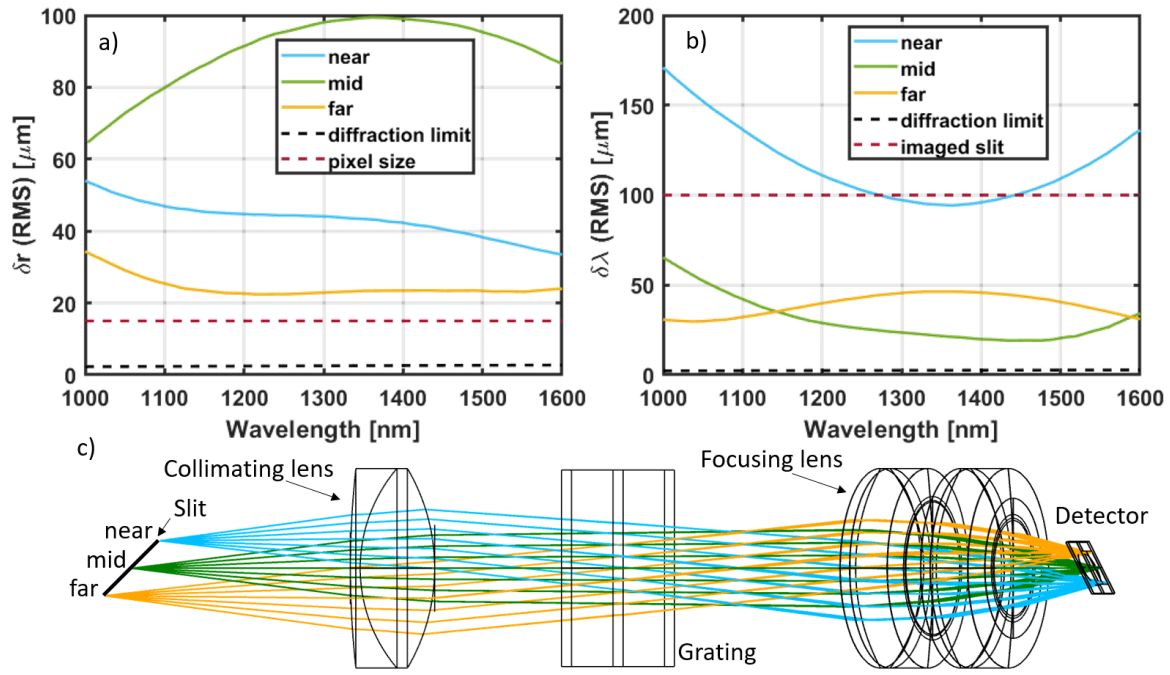 a)
100
80
60
40
20
0
δr (RMS) [μm]
near
mid
far
diffraction limit
pixel size
1000 1100 1200 1300 1400 1500 1600
Wavelength [nm]
b)
200
150
100
50
0
δλ (RMS) [μm]
near
mid
far
diffraction limit
imaged slit
1000 1100 1200 1300 1400 1500 1600
Wavelength [nm]
c)
Collimating lens
Slit
near
mid
far
Grating
Focusing lens
Detector